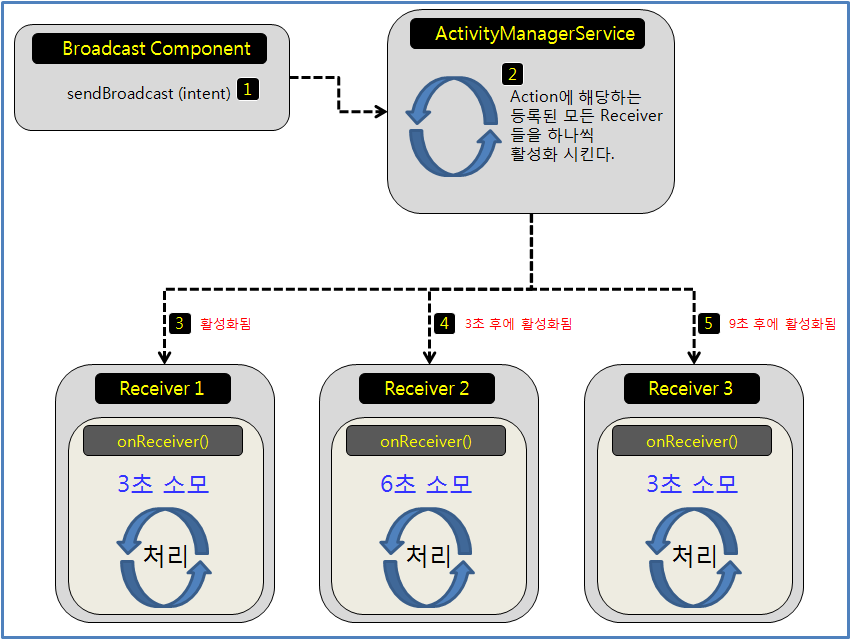 Broadcast Component
sendBroadcast (intent) 1
ActivityManagerService
2
Action에 해당하는
등록된 모든 Receiver
들을 하나씩
활성화 시킨다.
3 활성화됨
4 3초 후에 활성화됨
5 9초 후에 활성화됨
Receiver 1
onReceiver()
3초 소모
처리
Receiver 2
onReceiver()
6초 소모
처리
Receiver 3
onReceiver()
3초 소모
처리